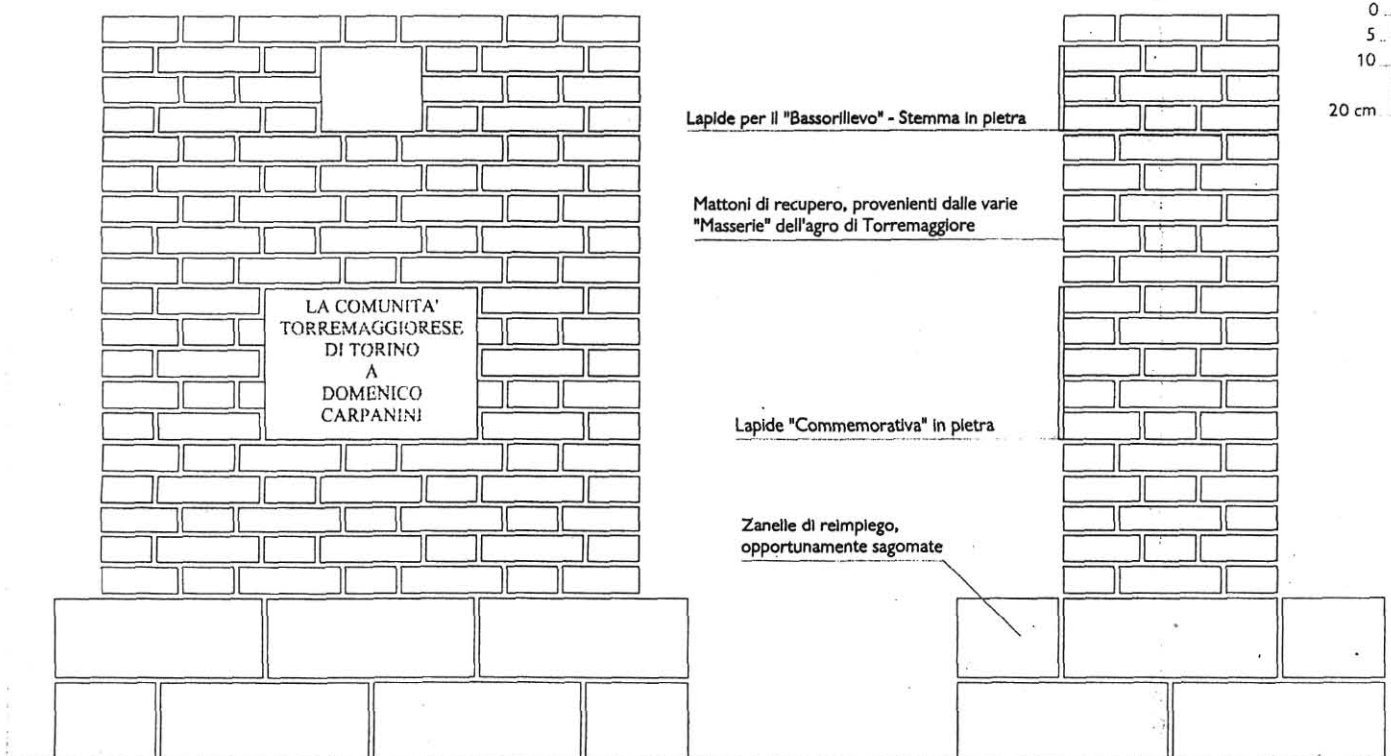 LA COMUNITA'
TORREMAGGIORESE
DI TORINO
A
DOMENICO
CARPANINI
Lapide per il "Bassorilievo" - Stemma in pietra
Mattoni di recupero, provenienti dalle varie
"Masserie" dell'agro di Torremaggiore
Lapide "Commemorativa" in pietra
Zanelle di reimpiego,
opportunamente sagomate
0
5
10
20 cm